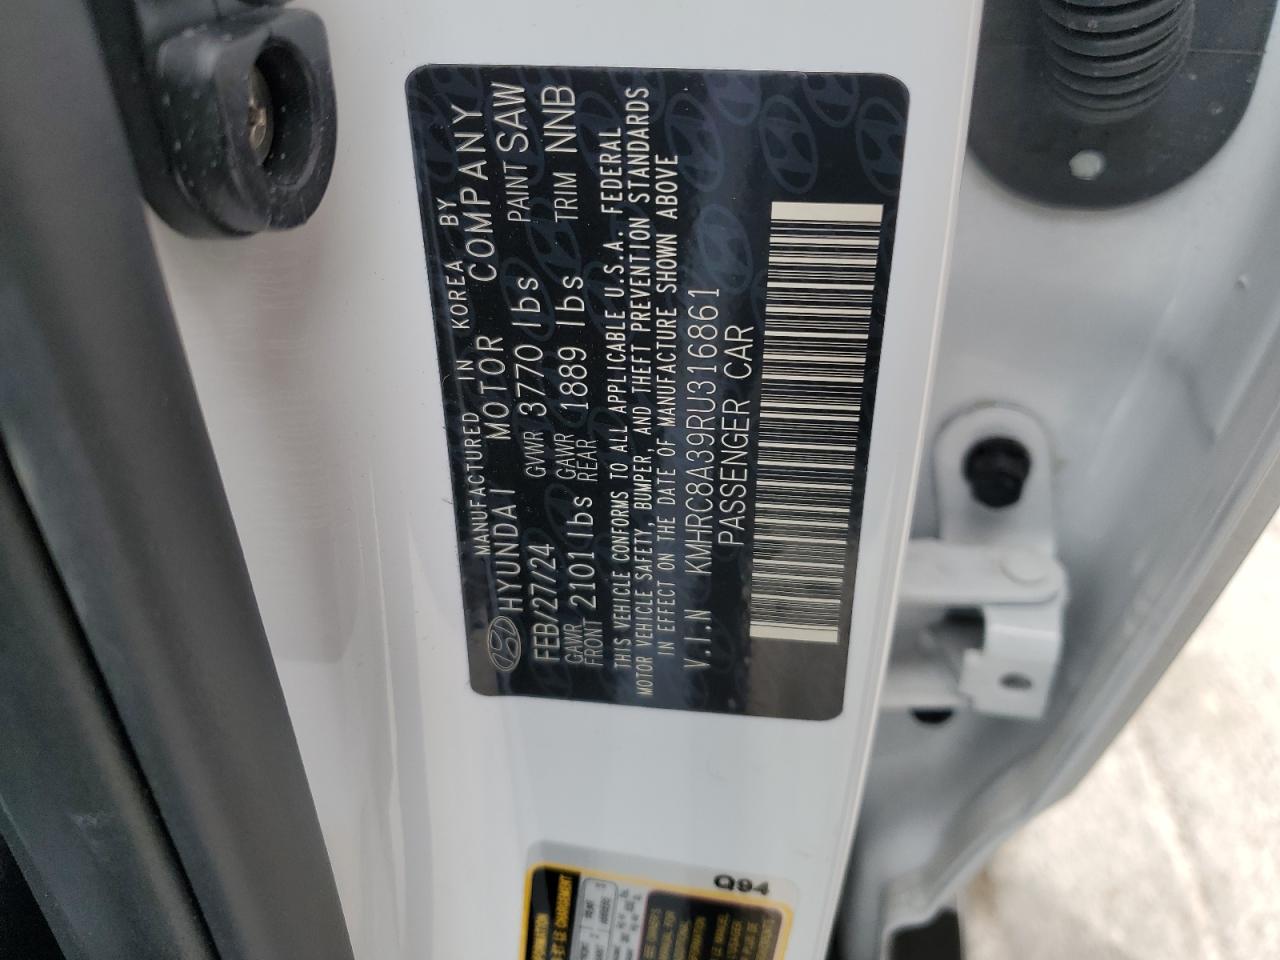 MANUFACTURED IN KOREA BY
HYUNDAI MOTOR COMPANY
FEB/27/24 GVWR 3770 lbs PAINT SAW
GAWR FRONT 2101 lbs GAWR REAR 1889 lbs TRIM NNB
THIS VEHICLE CONFORMS TO ALL APPLICABLE U.S.A. FEDERAL
MOTOR VEHICLE SAFETY, BUMPER, AND THEFT PREVENTION STANDARDS
IN EFFECT ON THE DATE OF MANUFACTURE SHOWN ABOVE
V.I.N KMHRC8A39RU316861
PASSENGER CAR
Q94